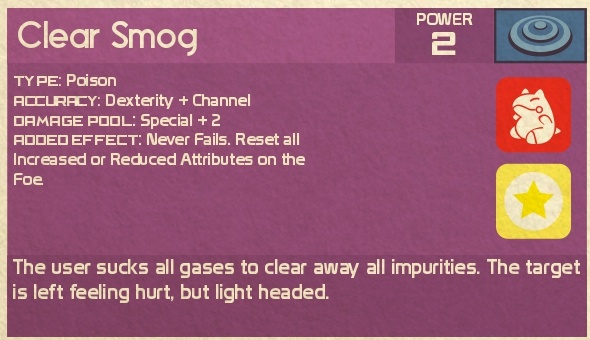 Clear Smog
POWER
2
TYPE: Poison
ACCURACY: Dexterity + Channel
DAMAGE POOL: Special + 2
ADDED EFFECT: Never Fails. Reset all
Increased or Reduced Attributes on the
Foe.
The user sucks all gases to clear away all impurities. The target
is left feeling hurt, but light headed.